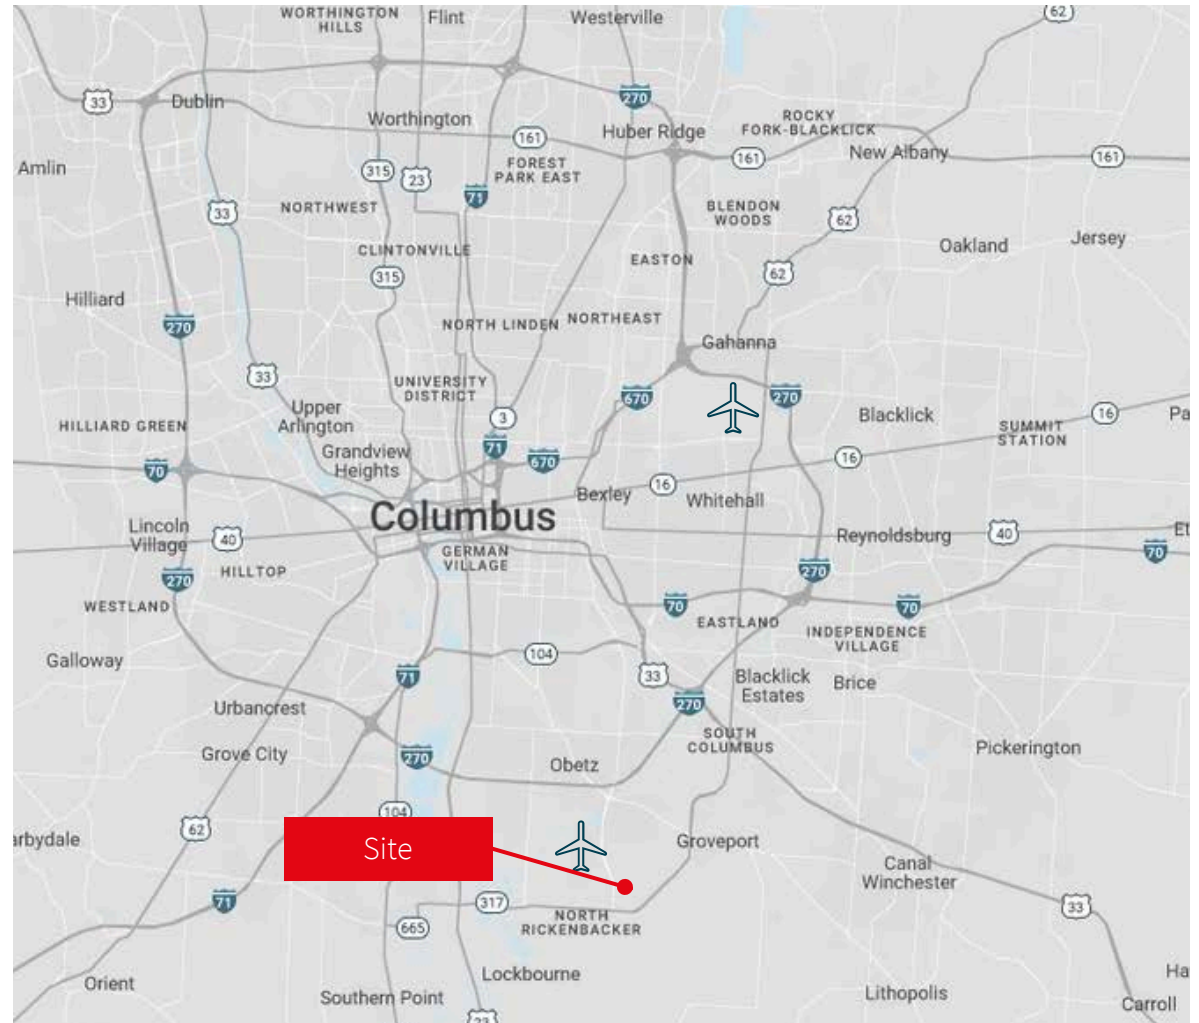 WORTHINGTON
HILLS
Flint
Westerville
62
33
Dublin
270
Worthington
161
Huber Ridge
ROCKY
FORK-BLACKLICK
New Albany
161
161
Amlin
315
23
FOREST
PARK EAST
71
33
NORTHWEST
BLENDON
WOODS
62
CLINTONVILLE
EASTON
Oakland
Jersey
315
62
Hilliard
270
NORTH LINDEN
NORTHEAST
Gahanna
33
UNIVERSITY
DISTRICT
670
270
Upper
Arlington
3
Blacklick
16
Pa
HILLIARD GREEN
SUMMIT
STATION
71
670
16
Grandview
Heights
70
Bexley
16
Whitehall
Columbus
Lincoln
Village
40
Reynoldsburg
40
Et
GERMAN
VILLAGE
70
270
HILLTOP
270
WESTLAND
70
EASTLAND
70
INDEPENDENCE
VILLAGE
Galloway
104
71
33
Blacklick
Estates
Brice
Urbancrest
270
SOUTH
COLUMBUS
Pickerington
Grove City
270
Obetz
104
62
arbydale
Site
Groveport
Canal
Winchester
71
317
33
665
NORTH
RICKENBACKER
Lockbourne
Ha
Orient
Southern Point
Lithopolis
Carroll
23